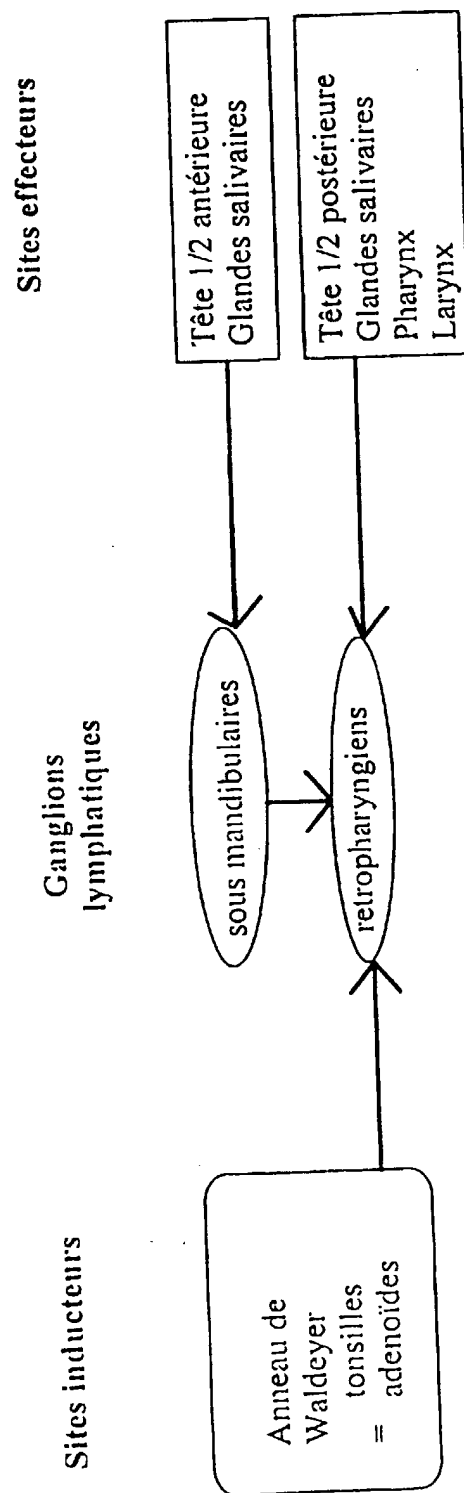 Sites inducteurs
Ganglions
lymphatiques
Sites effecteurs
Anneau de
Waldeyer
tonsilles
= adenoïdes
sous mandibulaires
retropharyngiens
Tête 1/2 antérieure
Glandes salivaires
Tête 1/2 postérieure
Glandes salivaires
Pharynx
Larynx